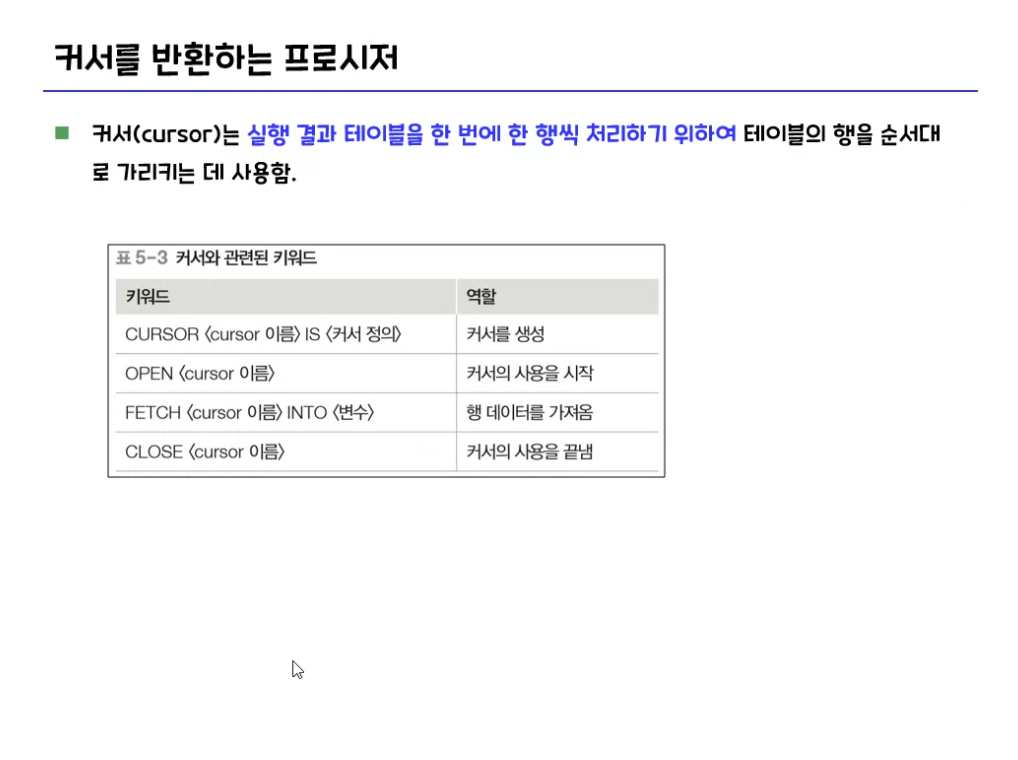 커서를 반환하는 프로시저
커서(cursor)는 실행 결과 테이블을 한 번에 한 행씩 처리하기 위하여 테이블의 행을 순서대
로 가리키는 데 사용함.
표 5-3 커서와 관련된 키워드
키워드 역할
CURSOR 〈cursor 이름〉 IS 〈커서 정의〉 커서를 생성
OPEN 〈cursor 이름〉 커서의 사용을 시작
FETCH 〈cursor 이름〉 INTO 〈변수〉 행 데이터를 가져옴
CLOSE 〈cursor 이름〉 커서의 사용을 끝냄